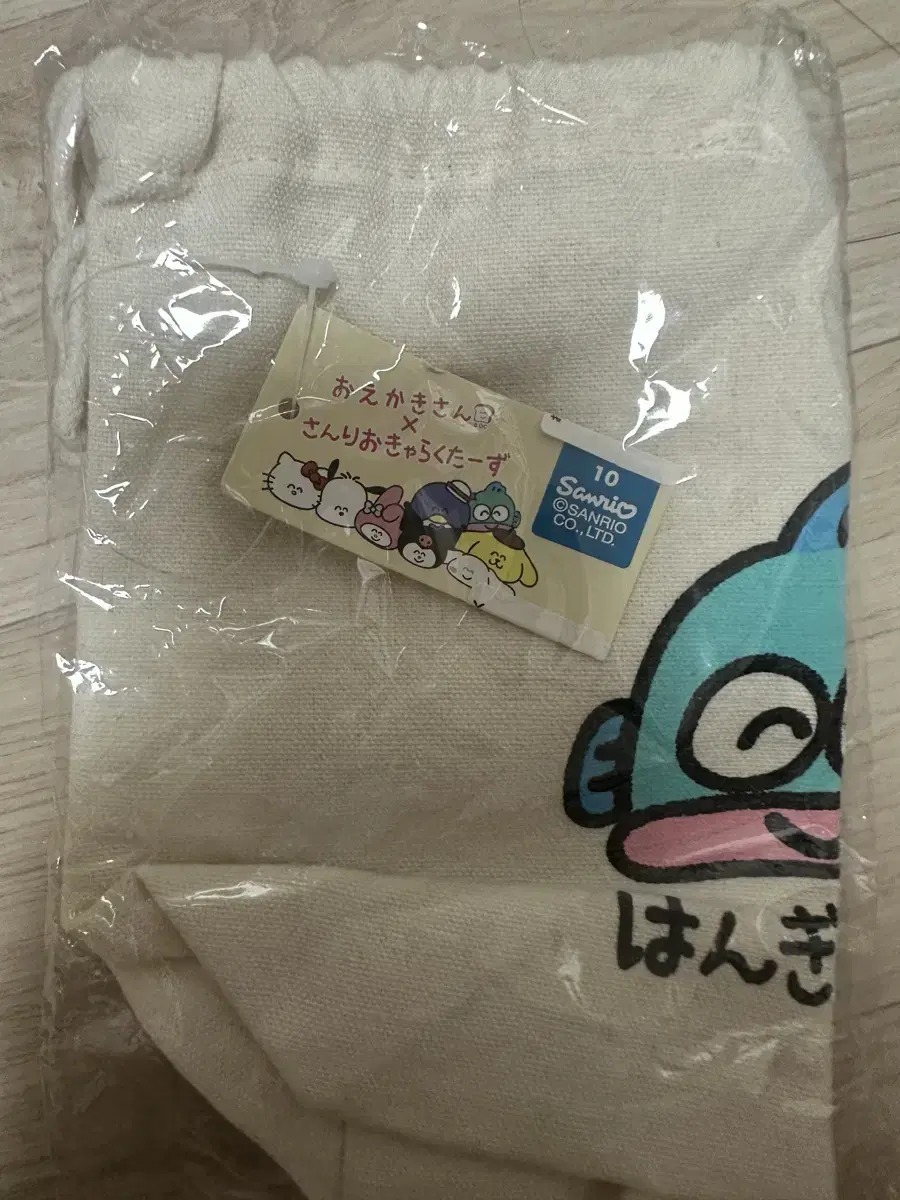 おえかきさん
×
さんりおきゃらくたーず
10
Sanrio
©SANRIO
CO.,LTD.
はんぎ